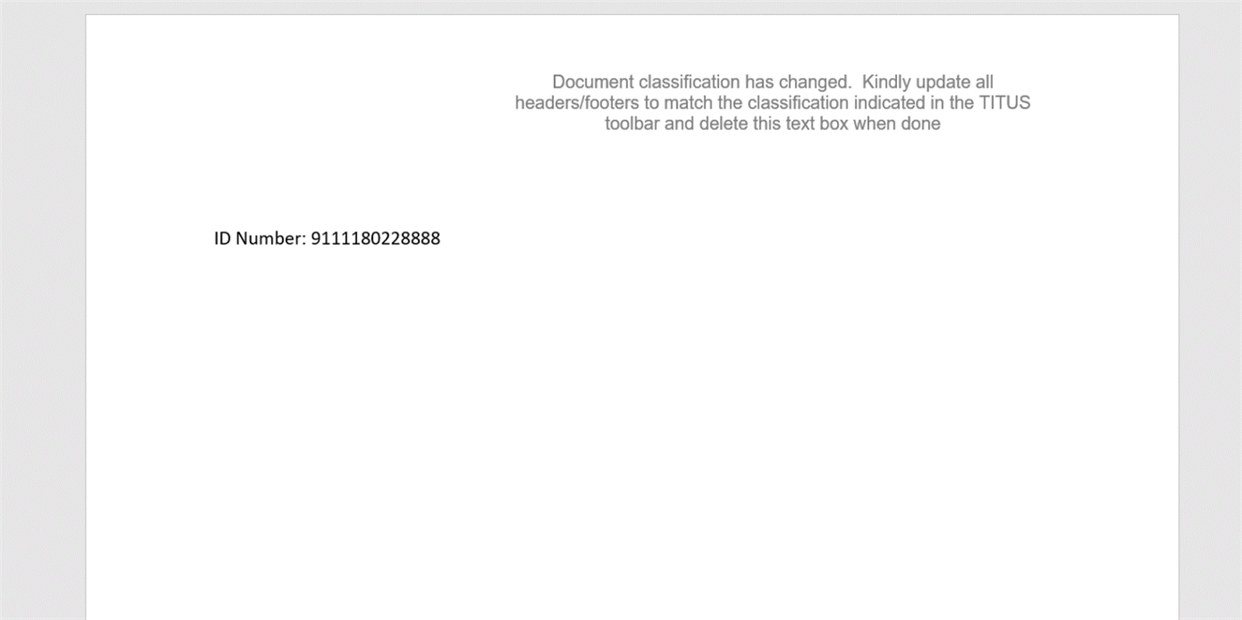 Document classification has changed.  Kindly update all
headers/footers to match the classification indicated in the TITUS
toolbar and delete this text box when done
ID Number: 9111180228888